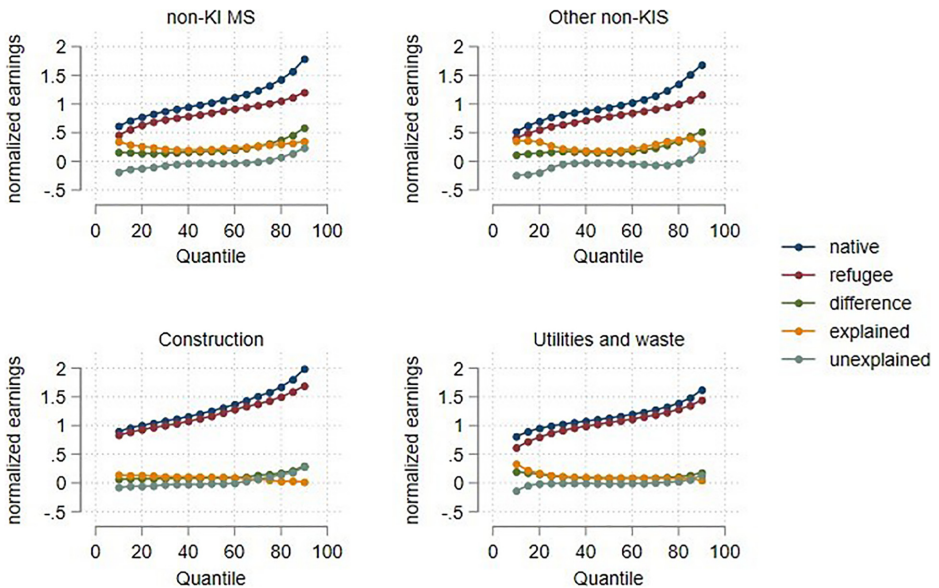 non-KI MS
normalized earnings
2
1.5
1
.5
0
-.5
0 20 40 60 80 100
Quantile
Other non-KIS
normalized earnings
2
1.5
1
.5
0
-.5
0 20 40 60 80 100
Quantile
Construction
normalized earnings
2
1.5
1
.5
0
-.5
0 20 40 60 80 100
Quantile
Utilities and waste
normalized earnings
2
1.5
1
.5
0
-.5
0 20 40 60 80 100
Quantile
native
refugee
difference
explained
unexplained